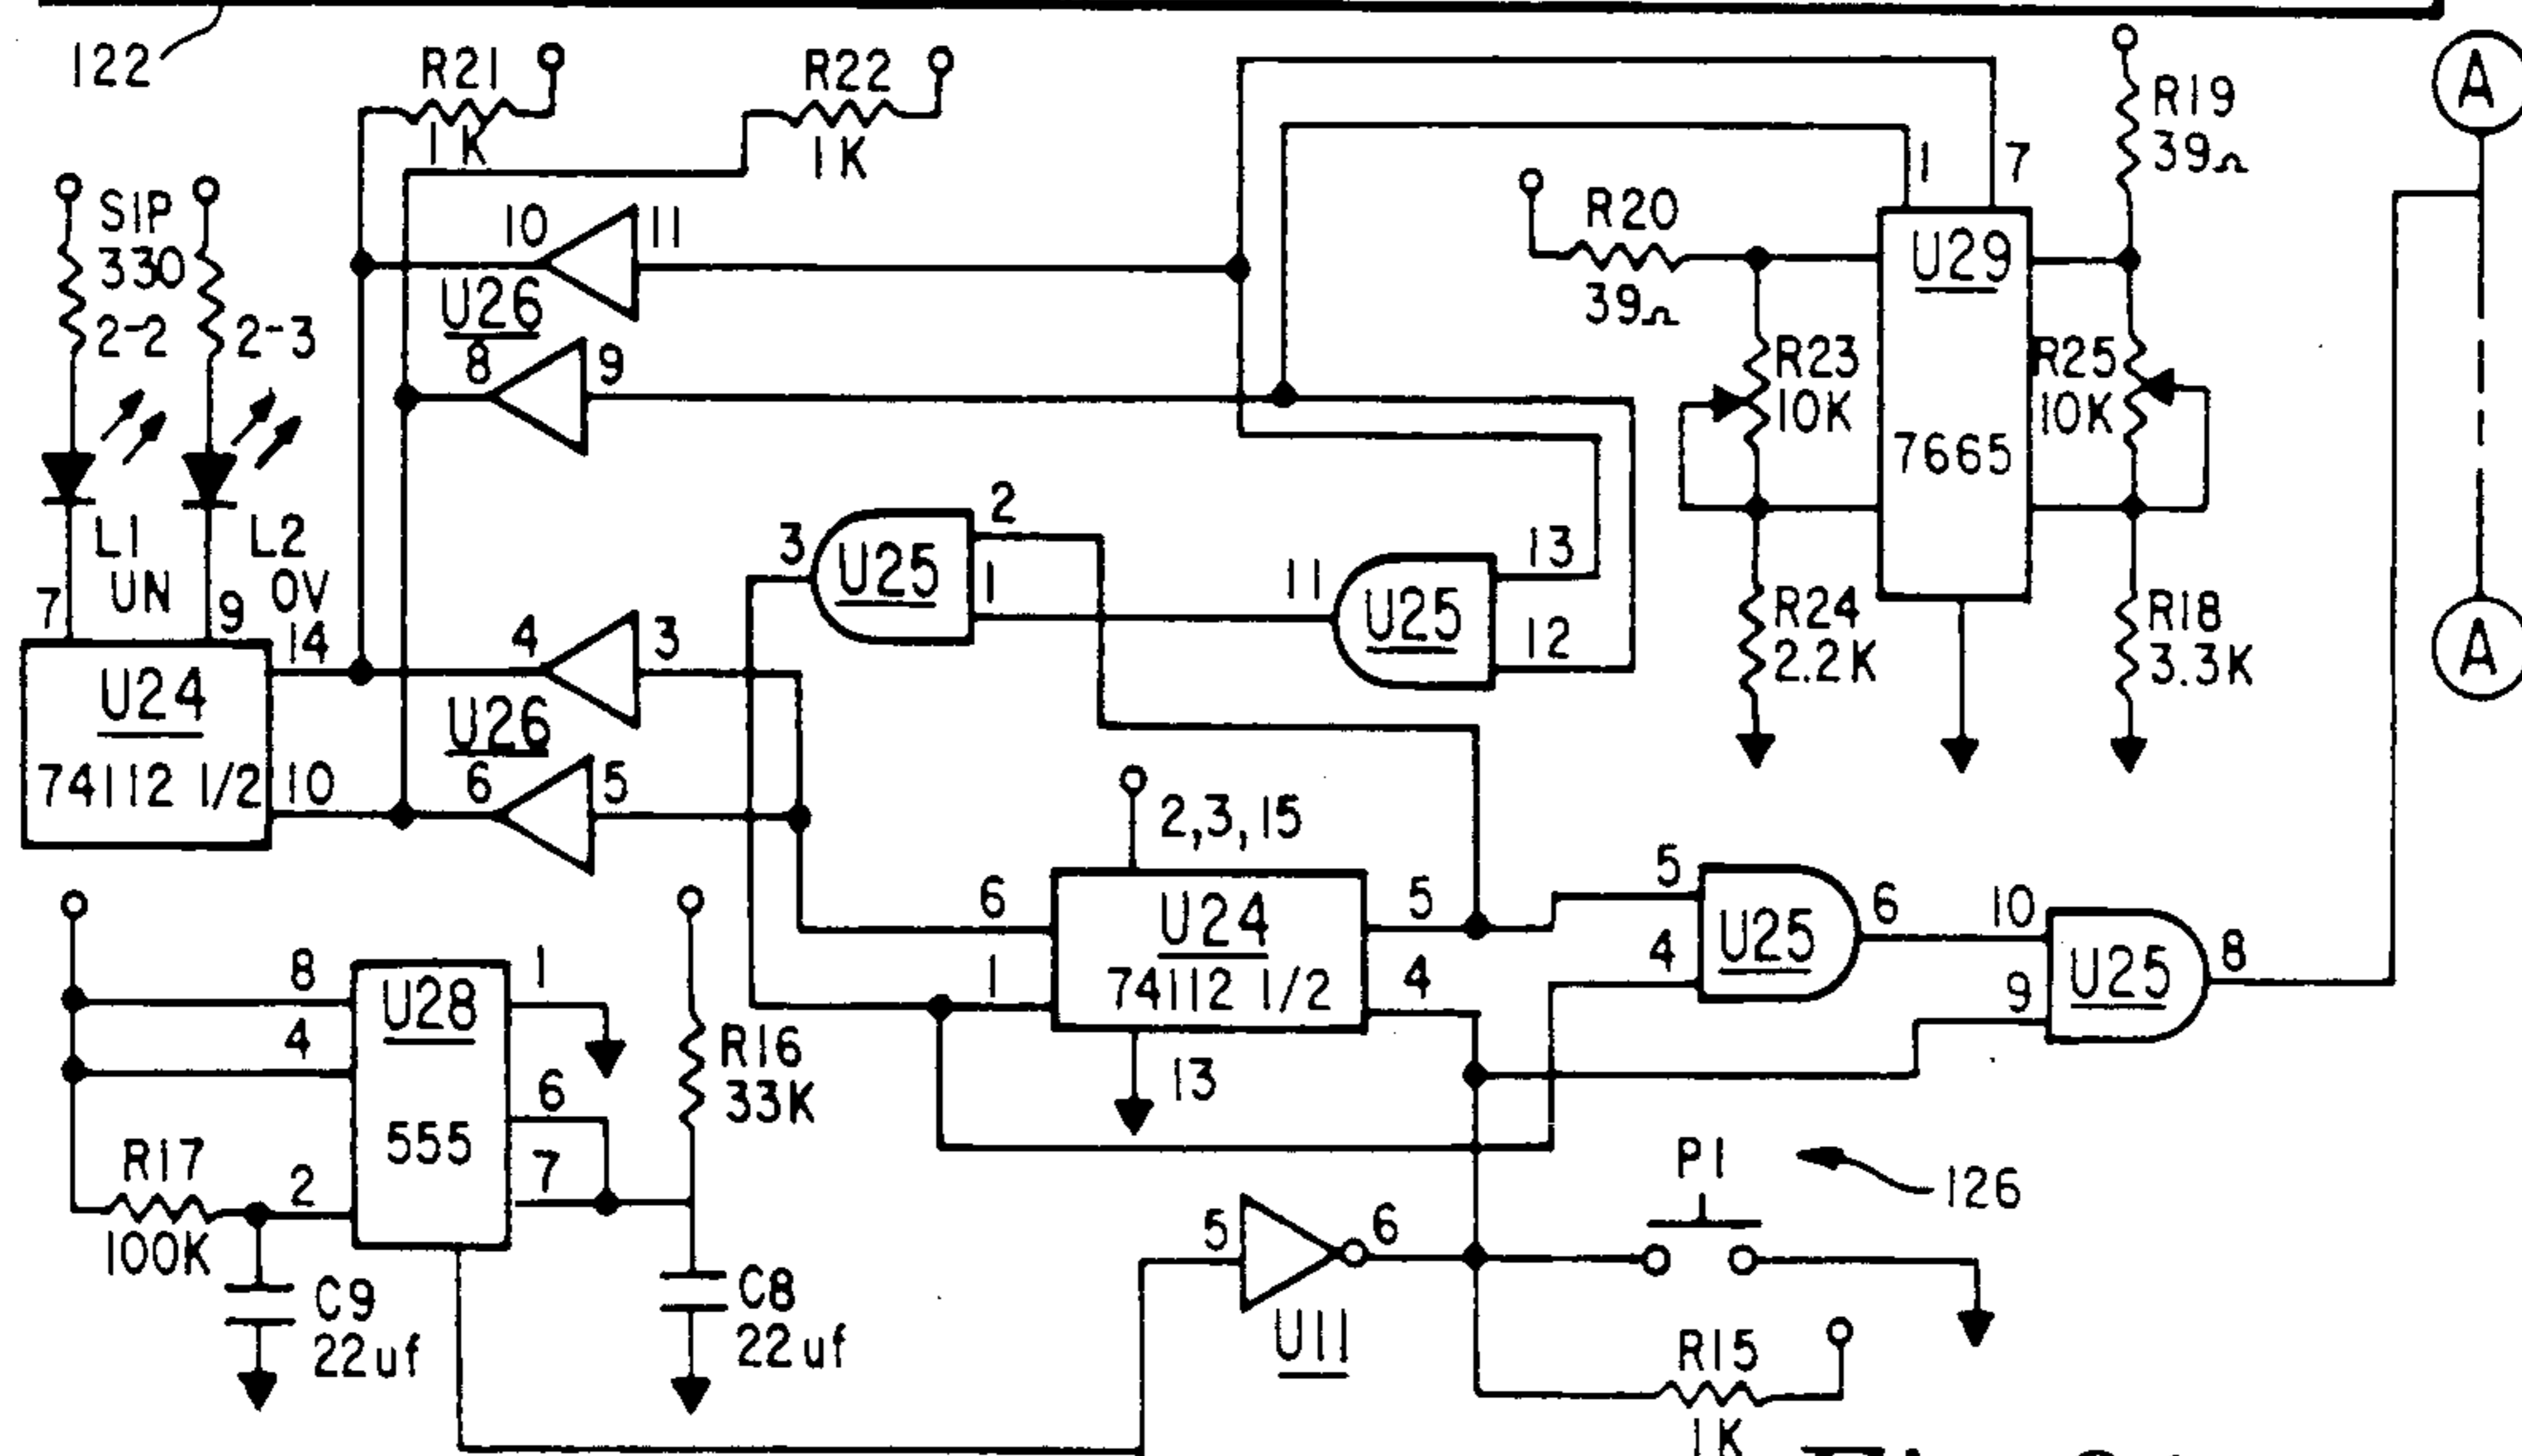 122
R21
1K
R22
1K
SIP
330
2-2
2-3
10
11
U26
8
9
R20
39Ω
1
7
U29
7665
R19
39Ω
A
R23
10K
R25
10K
L1
UN
L2
OV
7
9
14
U24
74112 1/2
10
4
3
U26
6
5
3
U25
2
1
11
U25
13
12
R24
2.2K
R18
3.3K
A
2,3,15
6
1
U24
74112 1/2
5
4
13
5
4
U25
6
10
9
U25
8
8
4
2
U28
555
1
6
7
R16
33K
R17
100K
C9
22uf
C8
22uf
5
6
U11
P1
126
R15
1K